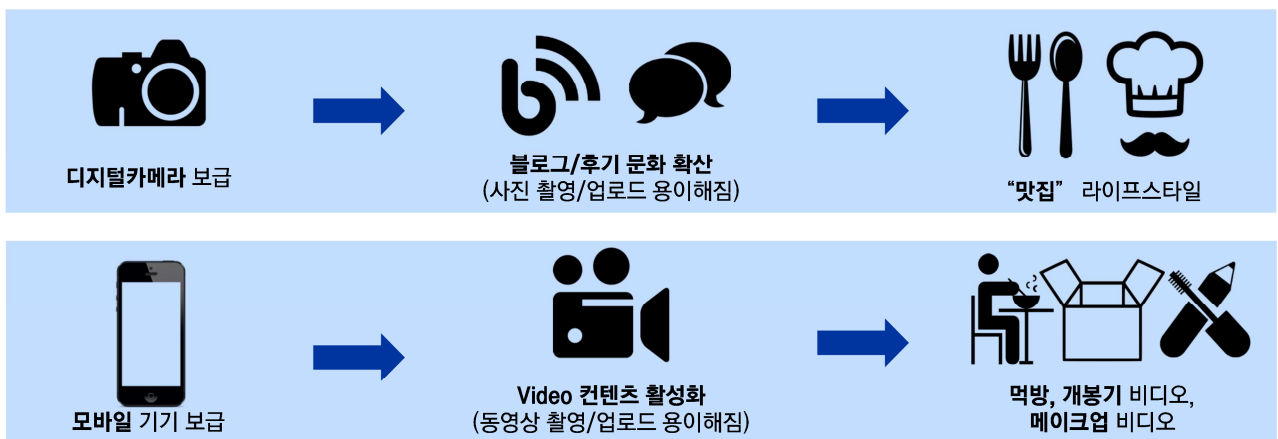 디지털카메라 보급
블로그/후기 문화 확산
(사진 촬영/업로드 용이해짐)
“맛집” 라이프스타일
모바일 기기 보급
Video 컨텐츠 활성화
(동영상 촬영/업로드 용이해짐)
먹방, 개봉기 비디오,
메이크업 비디오